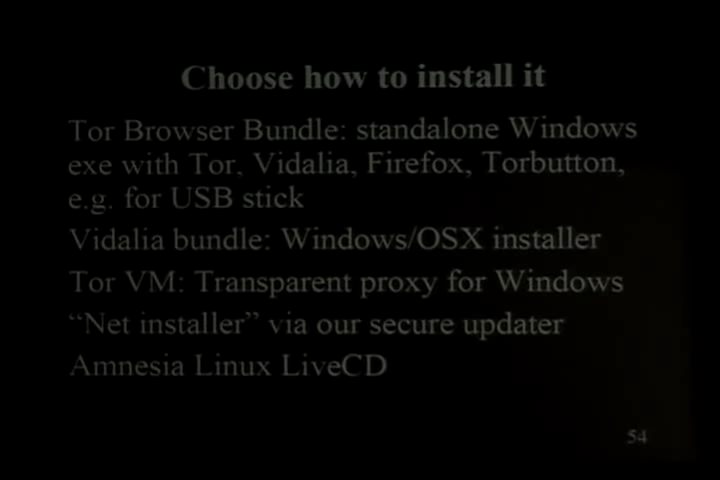 Choose how to install it
Tor Browser Bundle: standalone Windows
exe with Tor, Vidalia, Firefox, Torbutton,
e.g. for USB stick
Vidalia bundle: Windows/OSX installer
Tor VM: Transparent proxy for Windows
“Net installer” via our secure updater
Amnesia Linux LiveCD
54